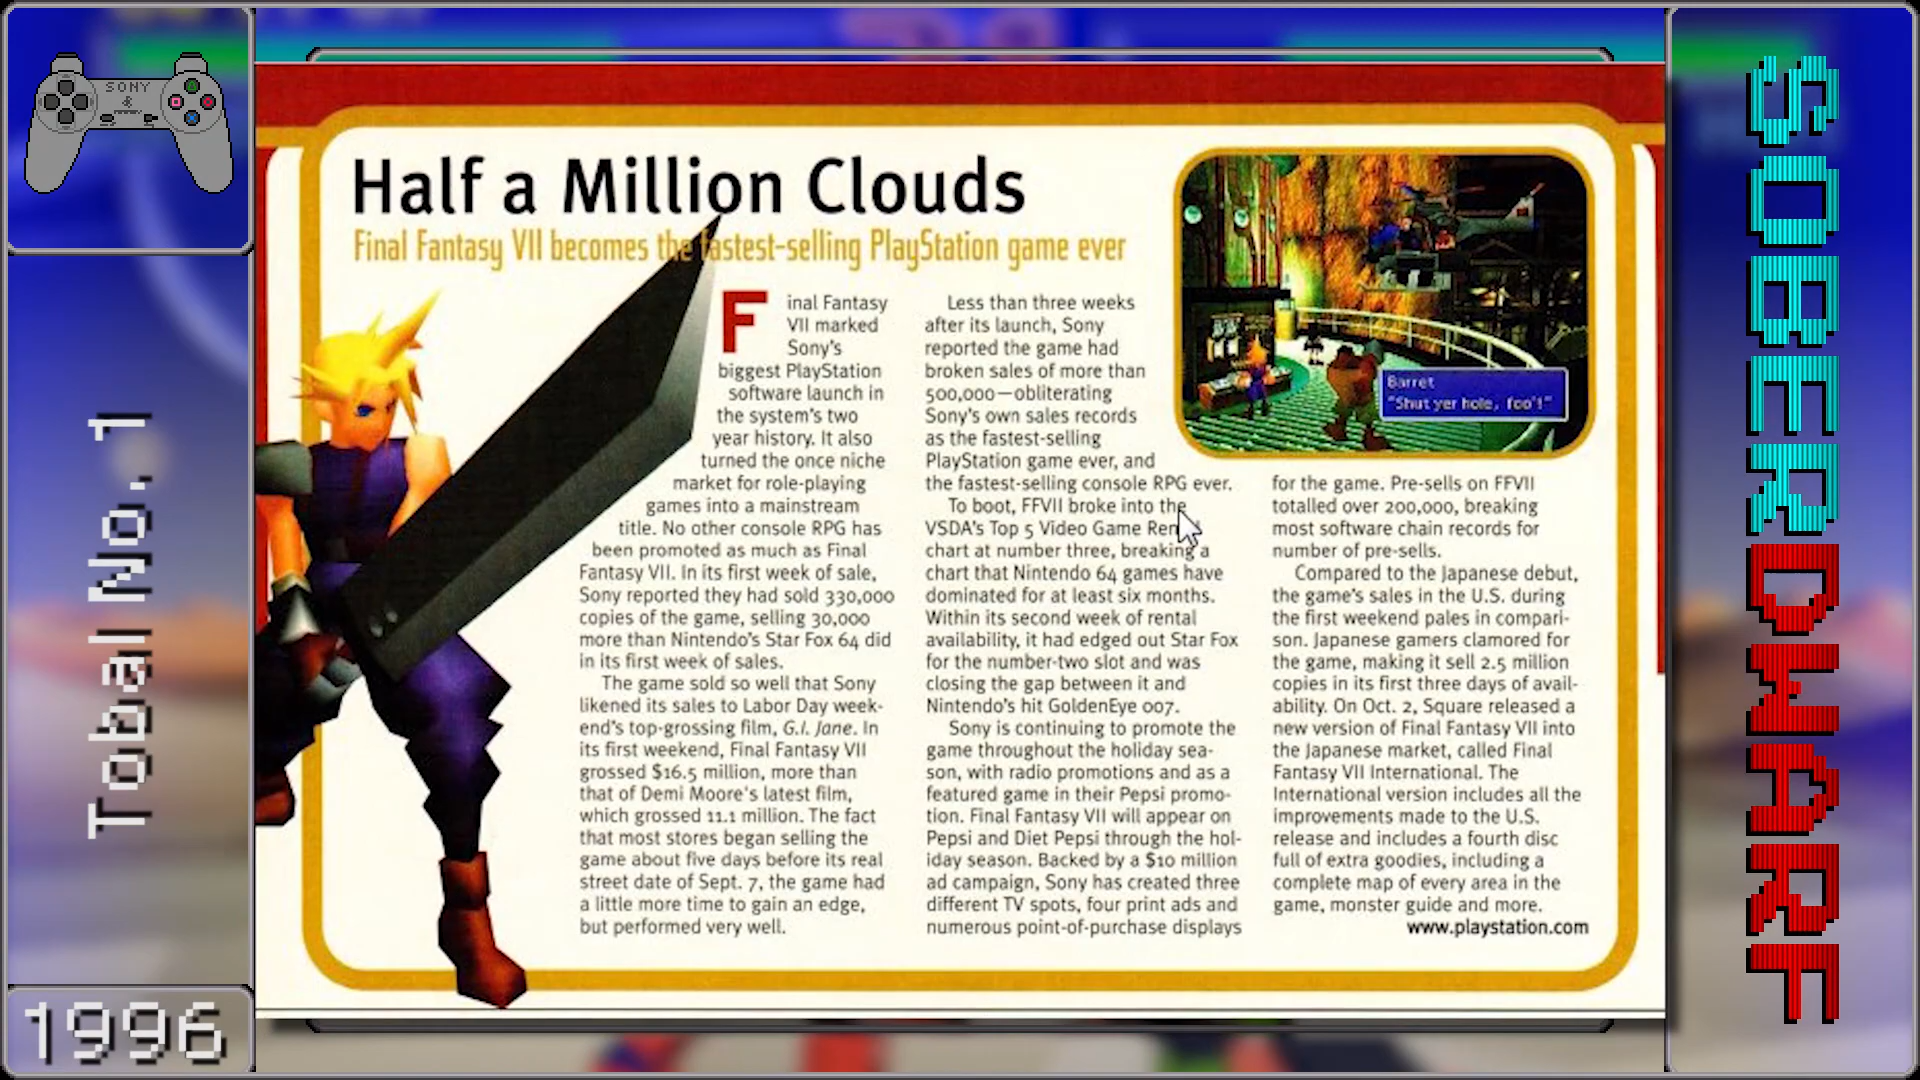 SONY
Tobal No. 1
1996
SOBERDWARF
Half a Million Clouds
Final Fantasy VII becomes the fastest-selling PlayStation game ever
Final Fantasy
VII marked
Sony's
biggest PlayStation
software launch in
the system's two
year history. It also
turned the once niche
market for role-playing
games into a mainstream
title. No other console RPG has
been promoted as much as Final
Fantasy VII. In its first week of sale,
Sony reported they had sold 330,000
copies of the game, selling 30,000
more than Nintendo's Star Fox 64 did
in its first week of sales.
The game sold so well that Sony
likened its sales to Labor Day week-
end's top-grossing film, G.I. Jane. In
its first weekend, Final Fantasy VII
grossed $16.5 million, more than
that of Demi Moore's latest film,
which grossed 11.1 million. The fact
that most stores began selling the
game about five days before its real
street date of Sept. 7, the game had
a little more time to gain an edge,
but performed very well.
Less than three weeks
after its launch, Sony
reported the game had
broken sales of more than
500,000—obliterating
Sony's own sales records
as the fastest-selling
PlayStation game ever, and
the fastest-selling console RPG ever.
To boot, FFVII broke into the
VSDA's Top 5 Video Game Rental
chart at number three, breaking a
chart that Nintendo 64 games have
dominated for at least six months.
Within its second week of rental
availability, it had edged out Star Fox
for the number-two slot and was
closing the gap between it and
Nintendo's hit GoldenEye 007.
Sony is continuing to promote the
game throughout the holiday sea-
son, with radio promotions and as a
featured game in their Pepsi promo-
tion. Final Fantasy VII will appear on
Pepsi and Diet Pepsi through the hol-
iday season. Backed by a $10 million
ad campaign, Sony has created three
different TV spots, four print ads and
numerous point-of-purchase displays
Barret
"Shut yer hole, foo'!"
for the game. Pre-sells on FFVII
totalled over 200,000, breaking
most software chain records for
number of pre-sells.
Compared to the Japanese debut,
the game's sales in the U.S. during
the first weekend pales in compari-
son. Japanese gamers clamored for
the game, making it sell 2.5 million
copies in its first three days of avail-
ability. On Oct. 2, Square released a
new version of Final Fantasy VII into
the Japanese market, called Final
Fantasy VII International. The
International version includes all the
improvements made to the U.S.
release and includes a fourth disc
full of extra goodies, including a
complete map of every area in the
game, monster guide and more.
www.playstation.com